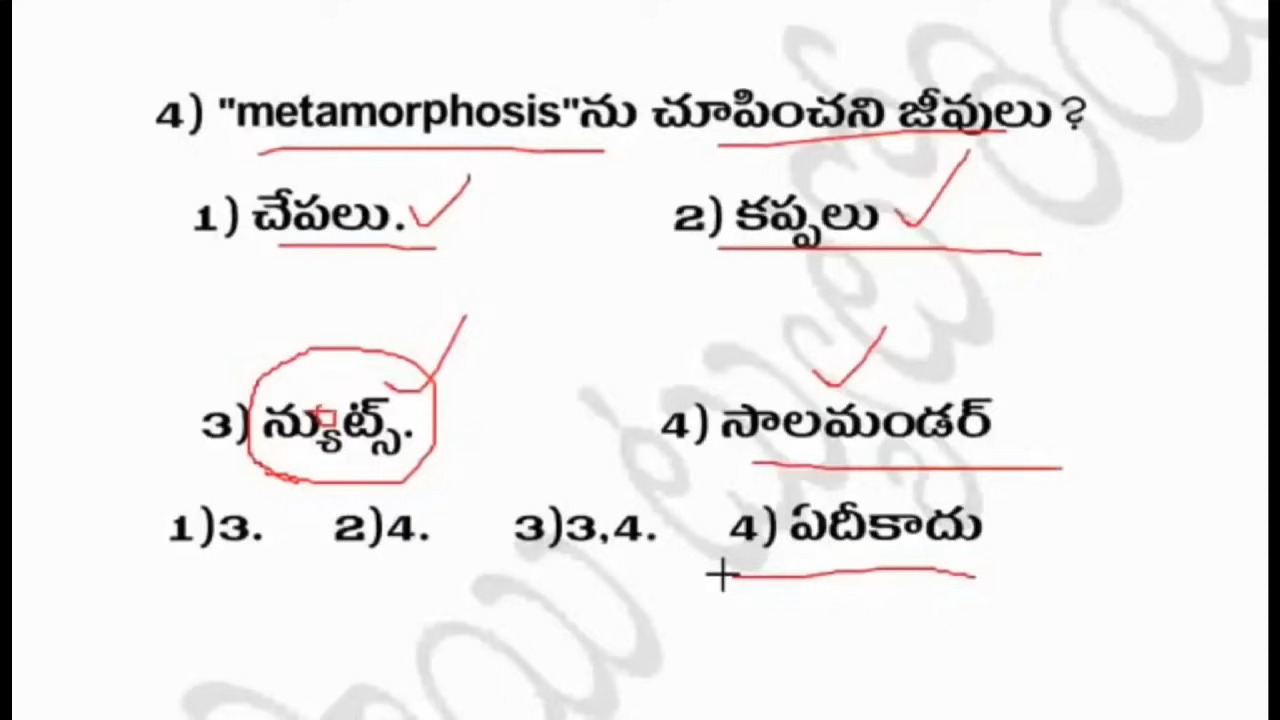 4) "metamorphosis"ను చూపించని జీవులు?
1) చేపలు. 2) కప్పలు
3) న్యుట్స్. 4) సాలమండర్
1)3. 2)4. 3)3,4. 4) ఏదీకాదు